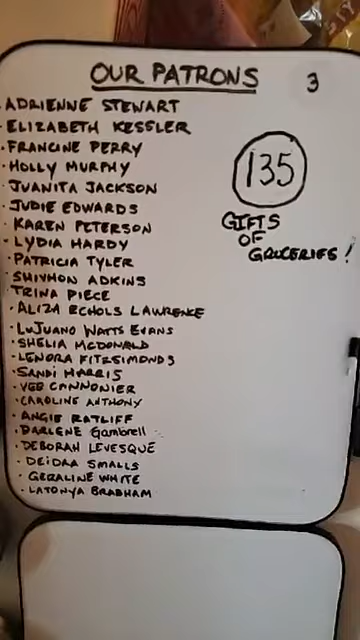 OUR PATRONS
3
• ADRIENNE STEWART
• ELIZABETH KESSLER
• FRANCINE PERRY
• HOLLY MURPHY
• JUANITA JACKSON
• JUDIE EDWARDS
• KAREN PETERSON
• LYDIA HARDY
• PATRICIA TYLER
• SHIVHON ADKINS
TRINA PIECE
• ALIZA ECHOLS LAWRENCE
• LUJUANO WATTS EVANS
• SHELIA MCDONALD
• LENORA FITZSIMONDS
• SANDI HARRIS
• CANNONIER
• CAROLINE ANTHONY
• ANGIE RATLIFF
• DARLENE Gambrell
• DEBORAH LEVESQUE
• DEIDRA SMALLS
• GERALINE WHITE
• LATONYA BRABHAM
135
GIFTS
OF
GROCERIES!